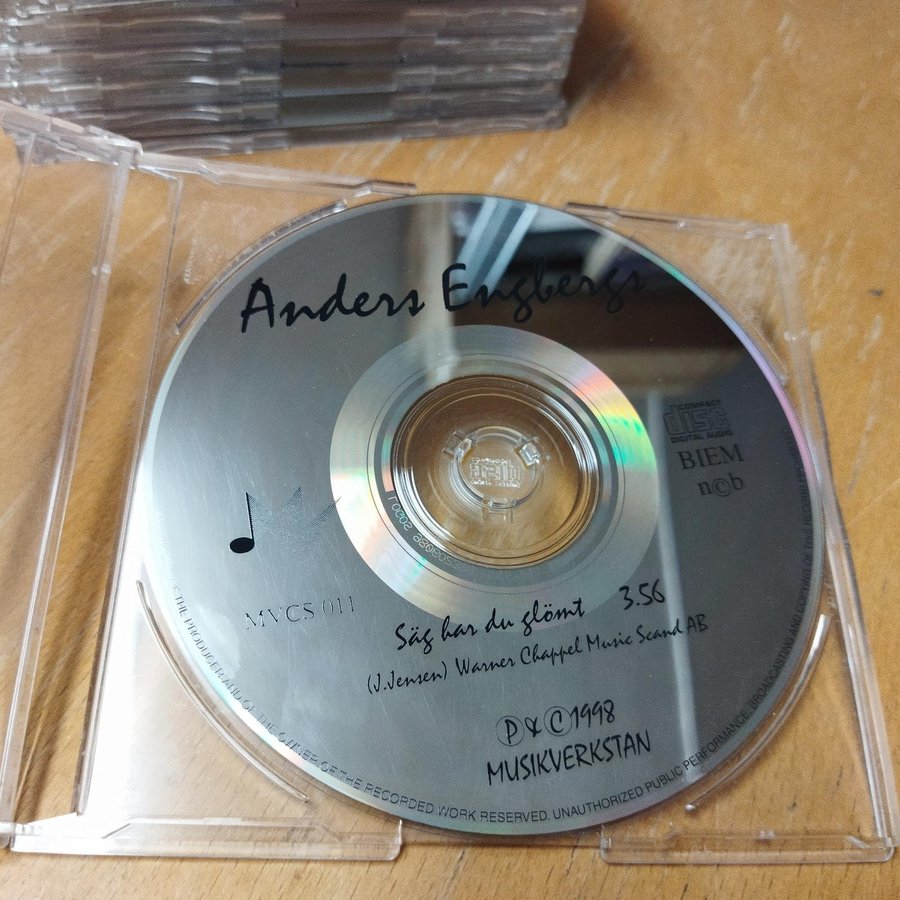 Anders Engbergs
COMPACT
disc
DIGITAL AUDIO
BIEM
n©b
MVCS 011
Säg har du glömt 3.56
(J.Jensen) Warner Chappel Music Scand AB
Ⓟ & Ⓒ 1998
MUSIKVERKSTAN
OF THE PRODUCER AND OF THE OWNER OF THE RECORDED WORK RESERVED. UNAUTHORIZED PUBLIC PERFORMANCE, BROADCASTING AND COPYING OF THIS RECORD